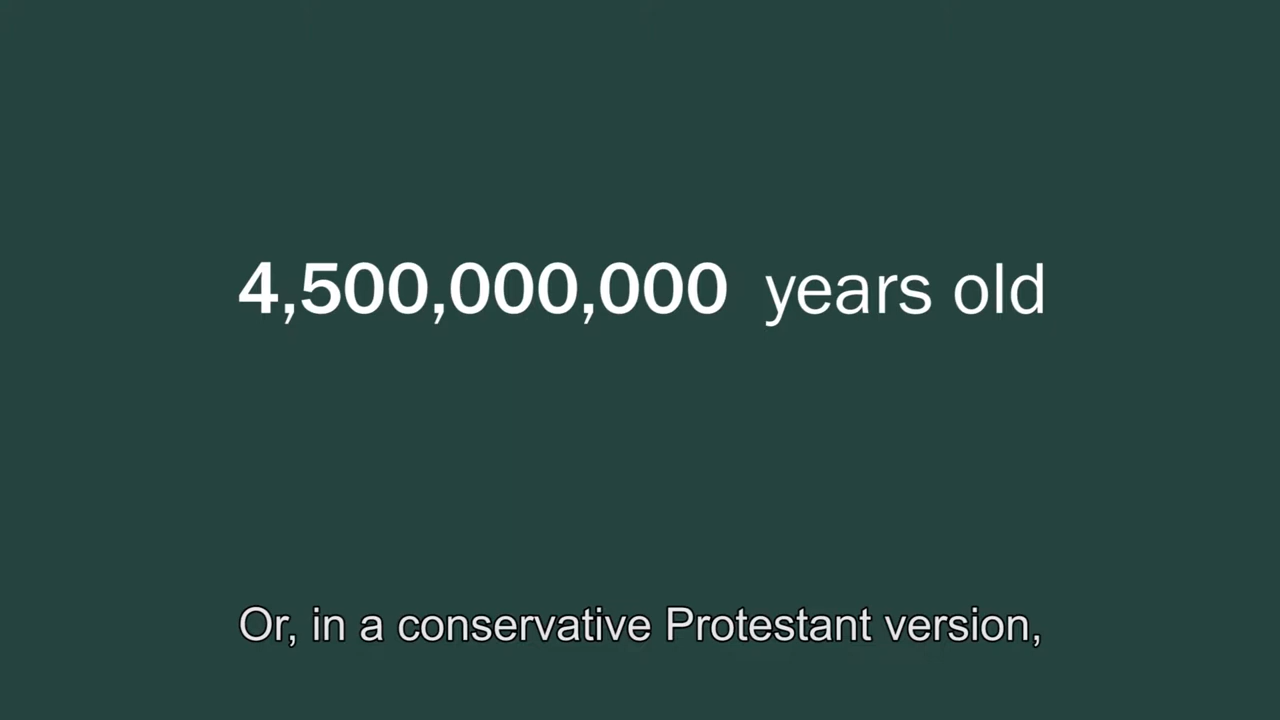 4,500,000,000 years old
Or, in a conservative Protestant version,